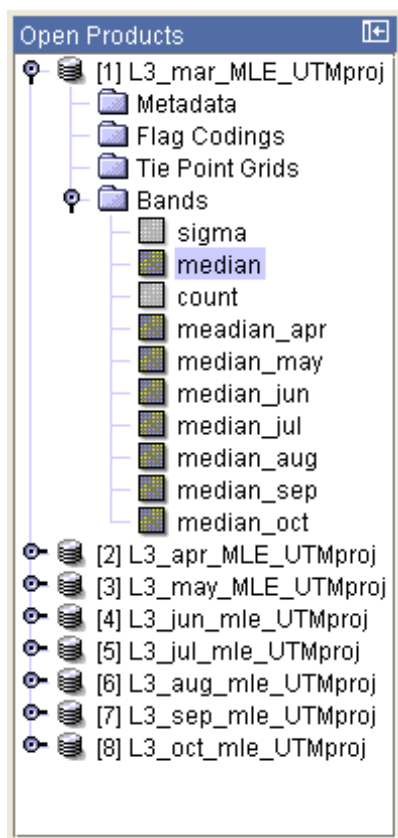 Open Products
[1] L3_mar_MLE_UTMproj
Metadata
Flag Codings
Tie Point Grids
Bands
sigma
median
count
meadian_apr
median_may
median_jun
median_jul
median_aug
median_sep
median_oct
[2] L3_apr_MLE_UTMproj
[3] L3_may_MLE_UTMproj
[4] L3_jun_mle_UTMproj
[5] L3_jul_mle_UTMproj
[6] L3_aug_mle_UTMproj
[7] L3_sep_mle_UTMproj
[8] L3_oct_mle_UTMproj